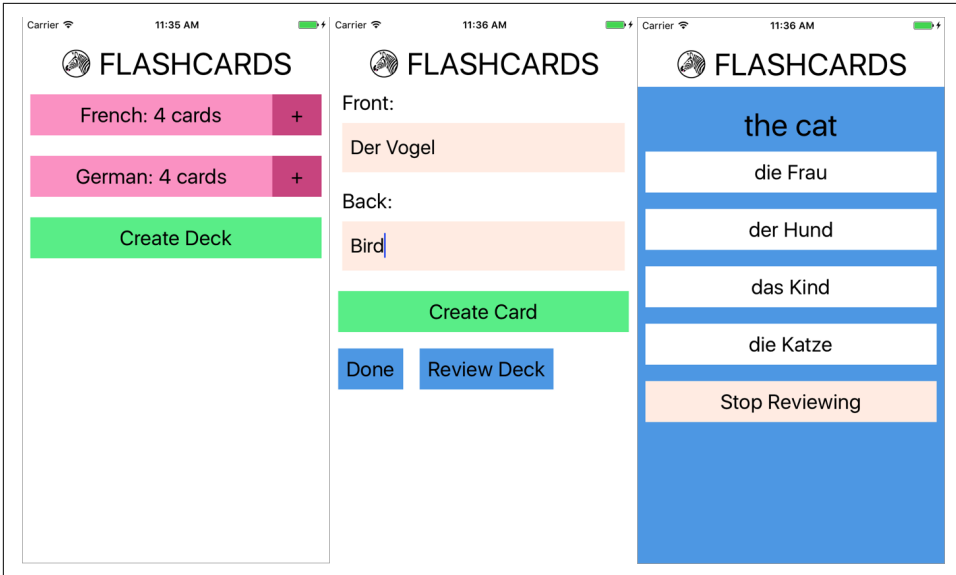 Carrier 11:35 AM
FLASHCARDS
French: 4 cards +
German: 4 cards +
Create Deck
Carrier 11:36 AM
FLASHCARDS
Front:
Der Vogel
Back:
Bird
Create Card
Done Review Deck
Carrier 11:36 AM
FLASHCARDS
the cat
die Frau
der Hund
das Kind
die Katze
Stop Reviewing